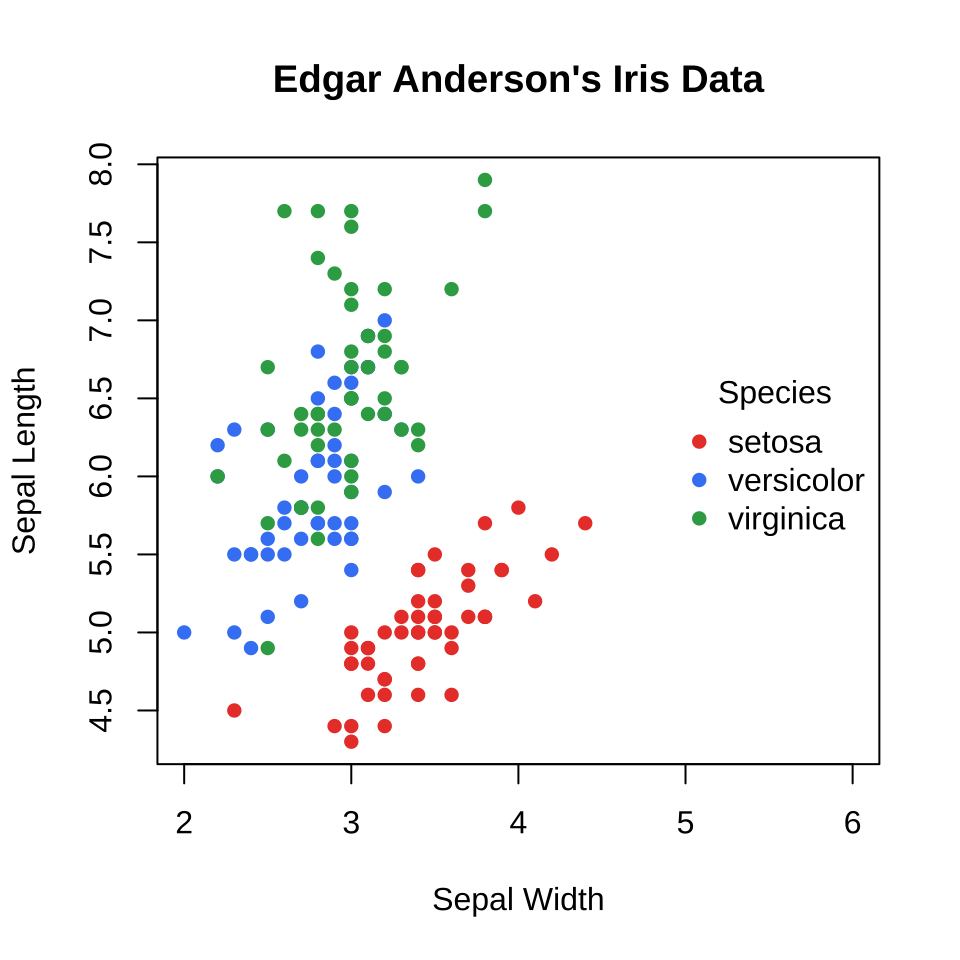 Edgar Anderson's Iris Data
8.0
7.5
7.0
6.5
6.0
5.5
5.0
4.5
Sepal Length
Species
setosa
versicolor
virginica
2 3 4 5 6
Sepal Width